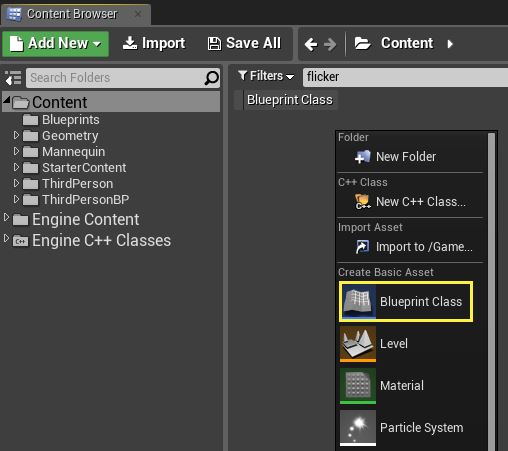 Content Browser
Add New Import Save All Content
Search Folders
Filters flicker
Blueprint Class
Content
Blueprints
Geometry
Mannequin
StarterContent
ThirdPerson
ThirdPersonBP
Engine Content
C++ Engine C++ Classes
Folder
New Folder
C++ Class
C++ New C++ Class...
Import Asset
Import to /Game...
Create Basic Asset
Blueprint Class
Level
Material
Particle System